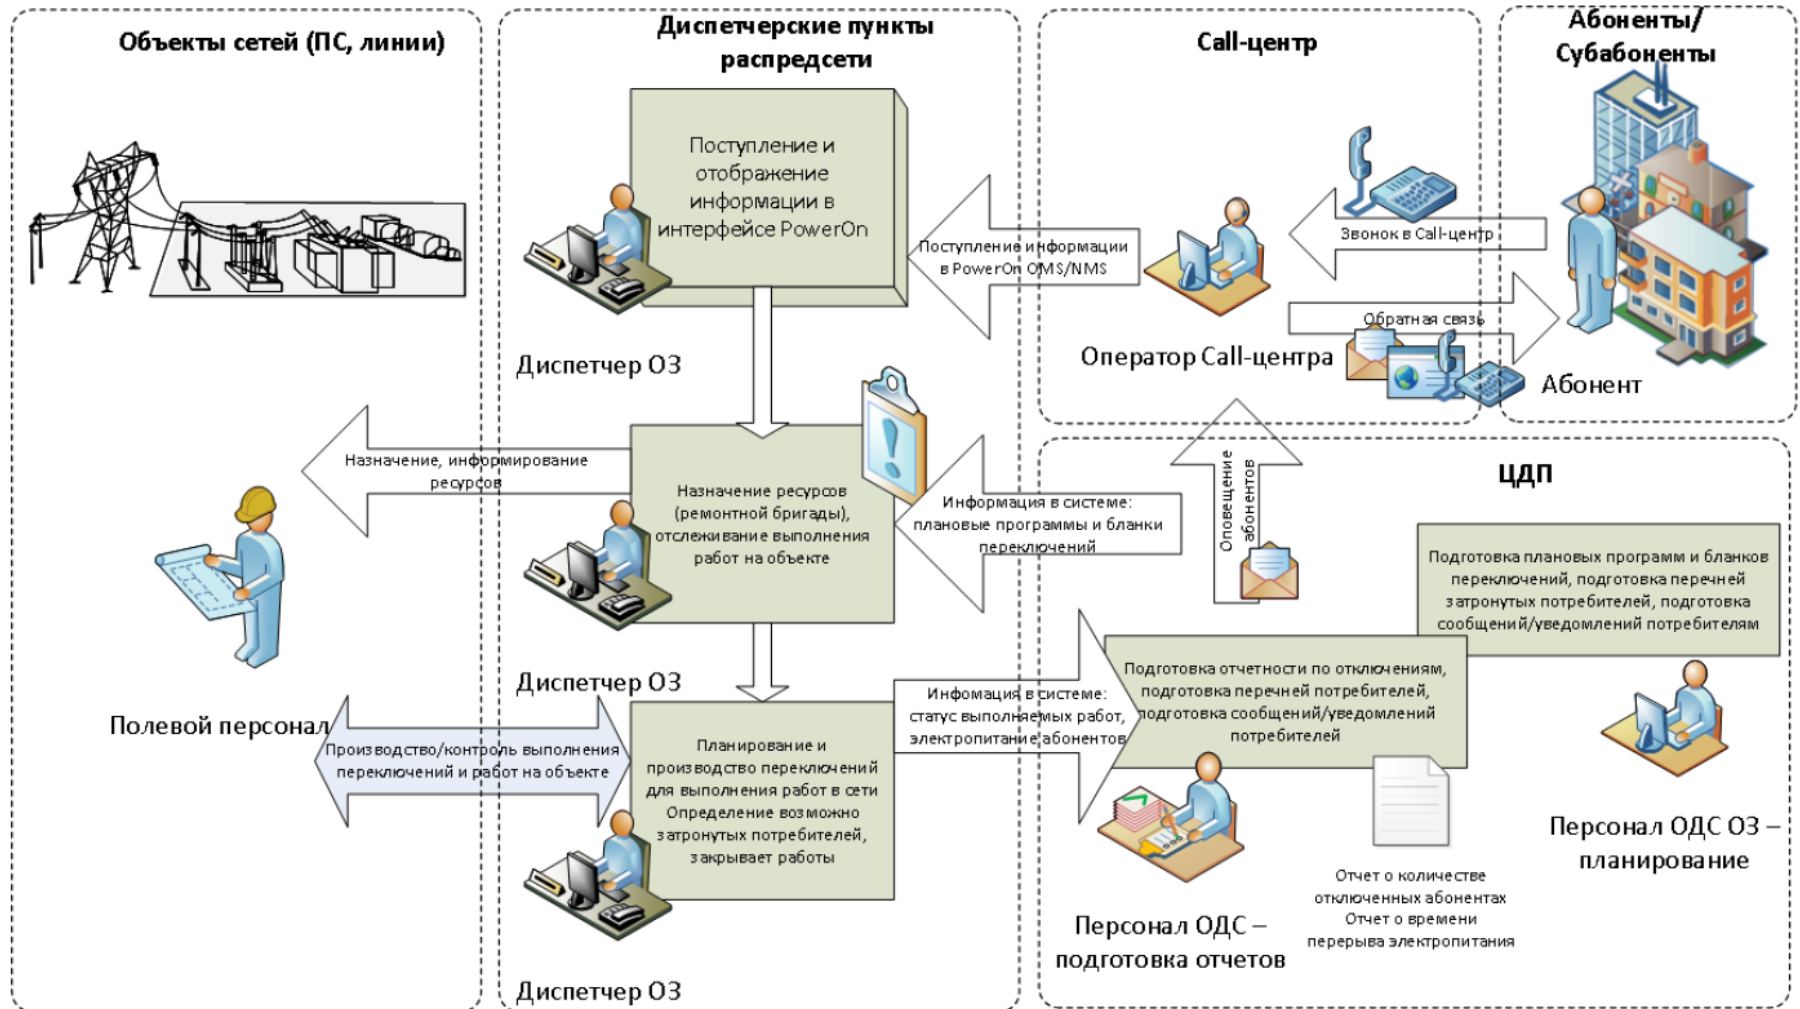 Объекты сетей (ПС, линии)
Диспетчерские пункты
распредсети
Call-центр
Абоненты/
Субабоненты
Поступление и
отображение
информации в
интерфейсе PowerOn
Диспетчер ОЗ
Поступление информации
в PowerOn OMS/NMS
Звонок в Call-центр
Обратная связь
Оператор Call-центра
Абонент
Назначение, информирование
ресурсов
Назначение ресурсов
(ремонтной бригады),
отслеживание выполнения
работ на объекте
Диспетчер ОЗ
Информация в системе:
плановые программы и бланки
переключений
Оповещение
абонентов
ЦДП
Подготовка плановых программ и бланков
переключений, подготовка перечней
затронутых потребителей, подготовка
сообщений/уведомлений потребителям
Полевой персонал
Производство/контроль выполнения
переключений и работ на объекте
Планирование и
производство переключений
для выполнения работ в сети
Определение возможно
затронутых потребителей,
закрывает работы
Диспетчер ОЗ
Инфомация в системе:
статус выполняемых работ,
электропитание абонентов
Подготовка отчетности по отключениям,
подготовка перечней потребителей,
подготовка сообщений/уведомлений
потребителей
Персонал ОДС –
подготовка отчетов
Отчет о количестве
отключенных абонентах
Отчет о времени
перерыва электропитания
Персонал ОДС ОЗ –
планирование